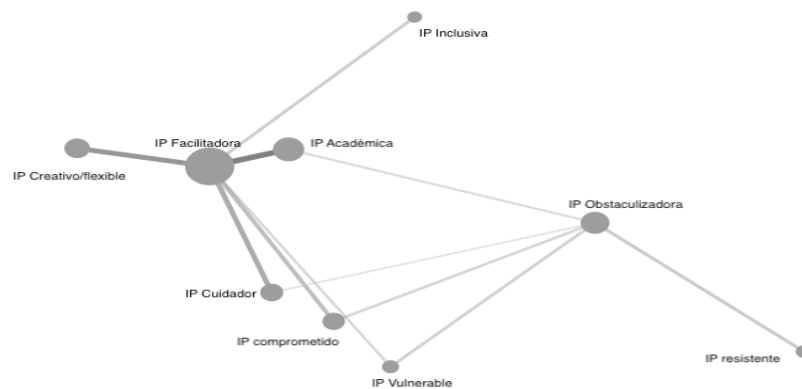 IP Inclusiva
IP Facilitadora
IP Académica
IP Creativo/flexible
IP Obstaculizadora
IP Cuidador
IP comprometido
IP resistente
IP Vulnerable